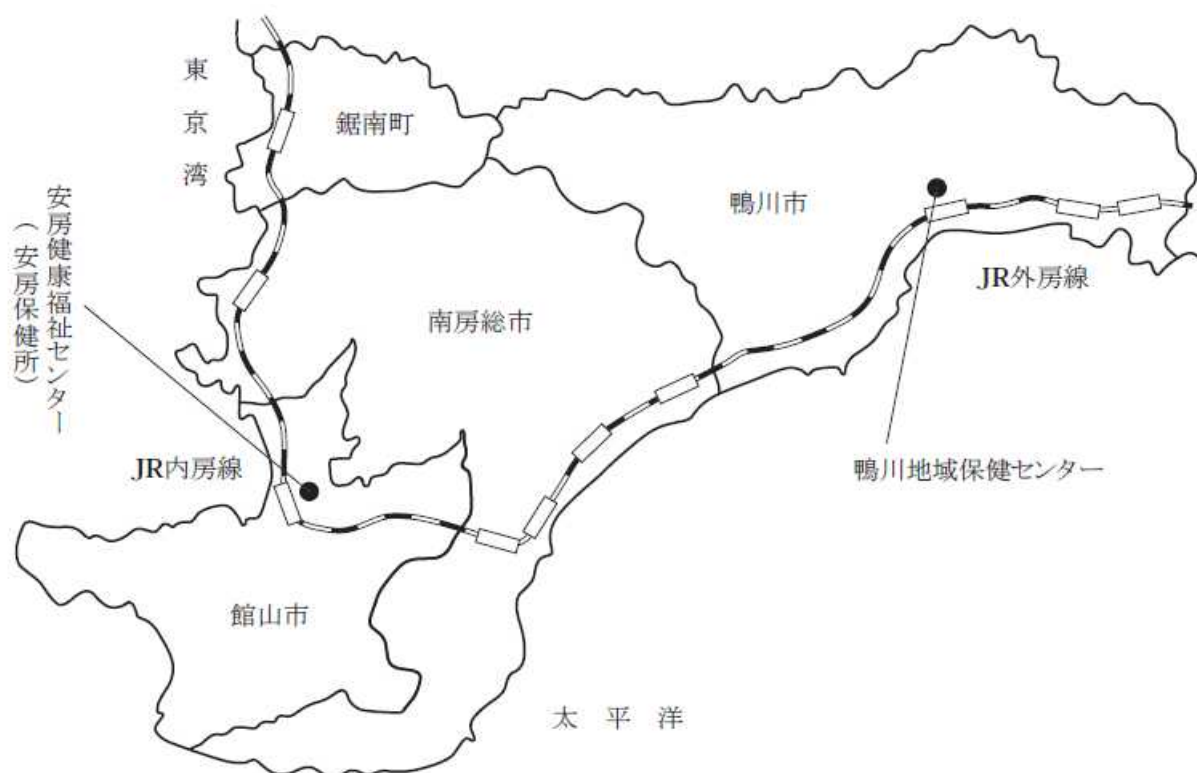 東京湾
鋸南町
鴨川市
安房健康福祉センター
(安房保健所)
南房総市
JR外房線
JR内房線
鴨川地域保健センター
館山市
太平洋